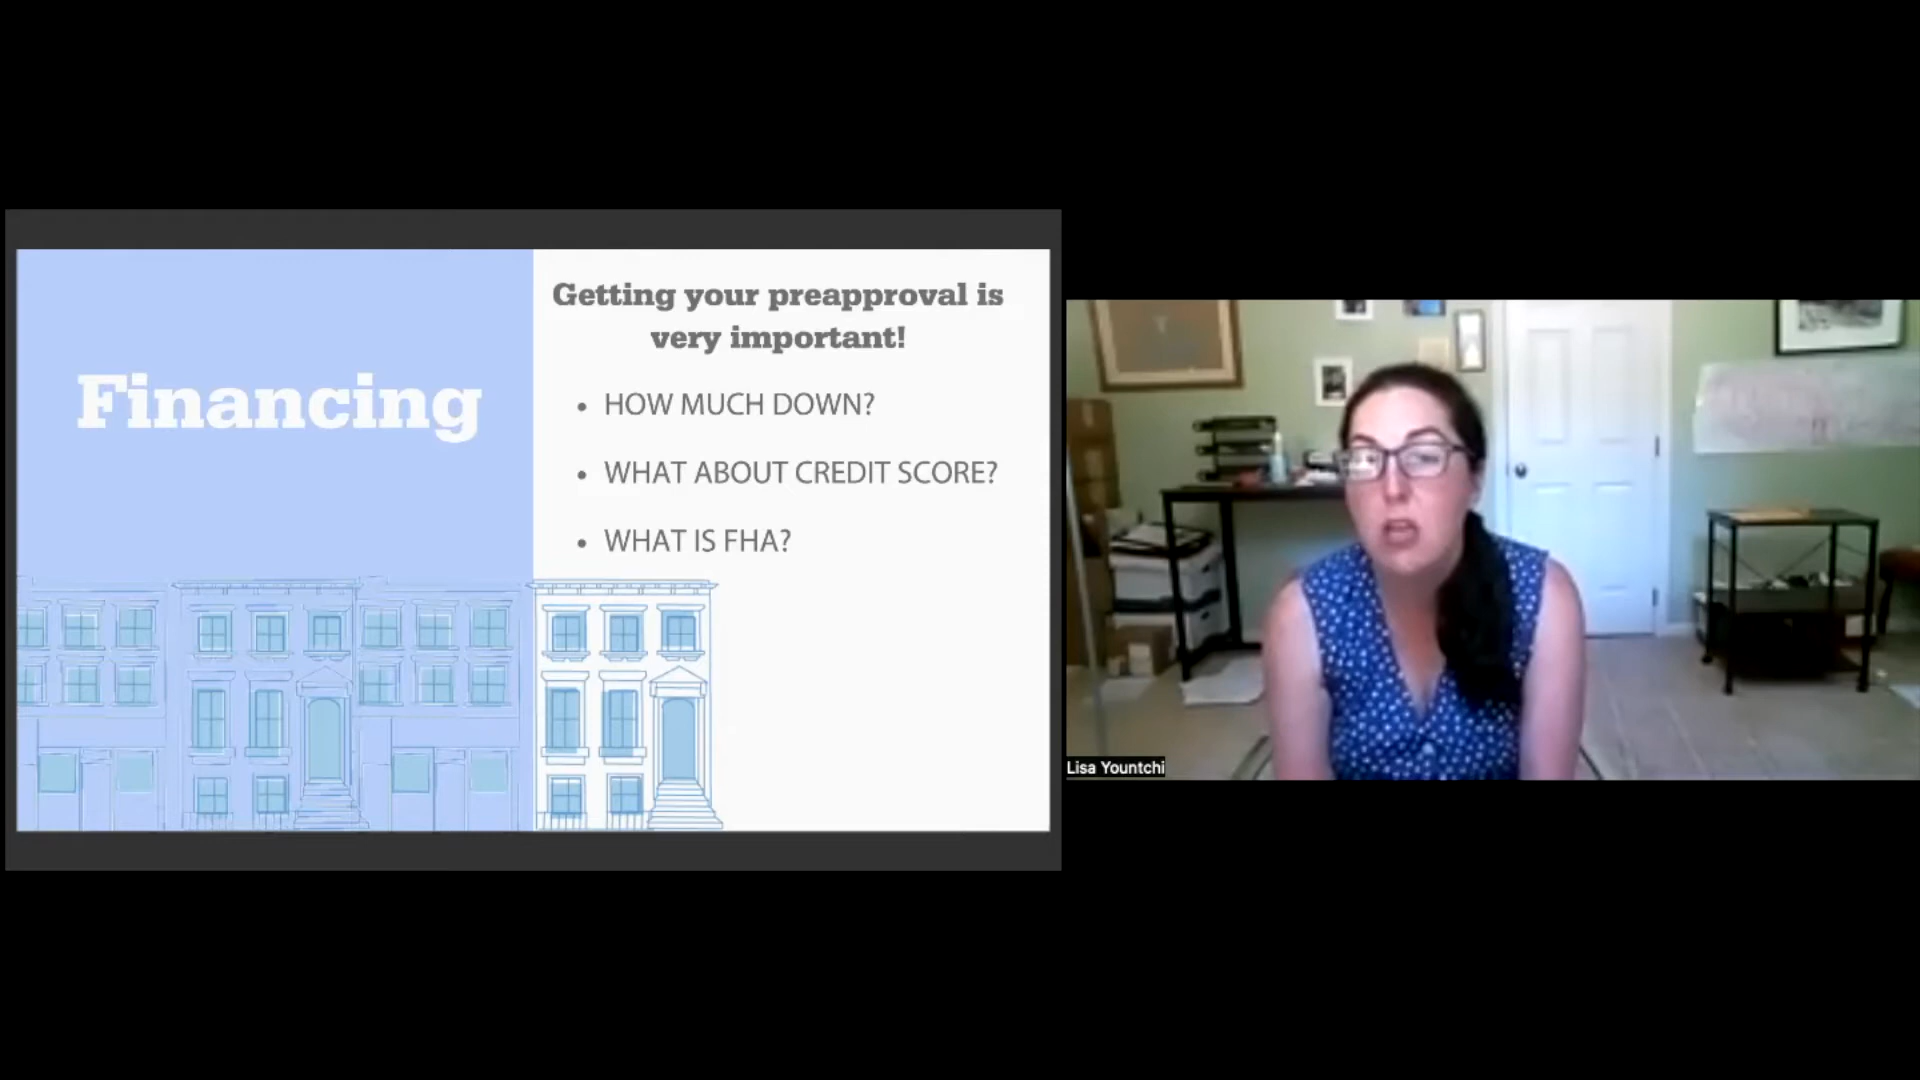 Financing
Getting your preapproval is
very important!
• HOW MUCH DOWN?
• WHAT ABOUT CREDIT SCORE?
• WHAT IS FHA?
Lisa Yountchi